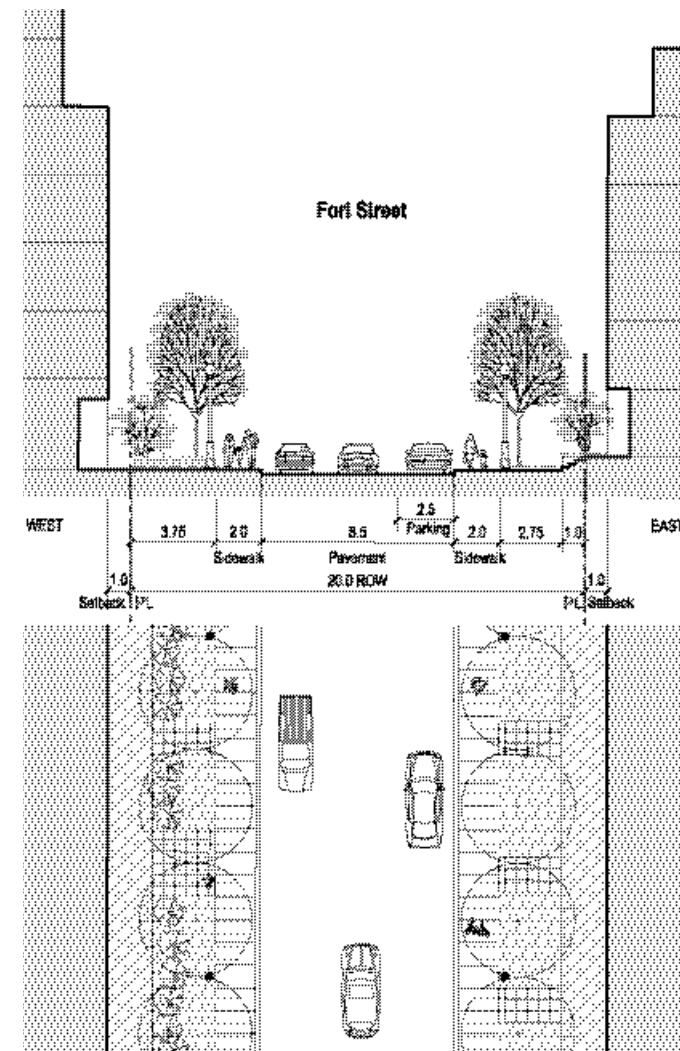 Fort Street
2.5
Parking
WEST
EAST
3.75 2.0 8.5 2.0 2.75 1.0
Sidewalk Pavement Sidewalk
1.0 20.0 ROW 1.0
Setback PL PL Setback